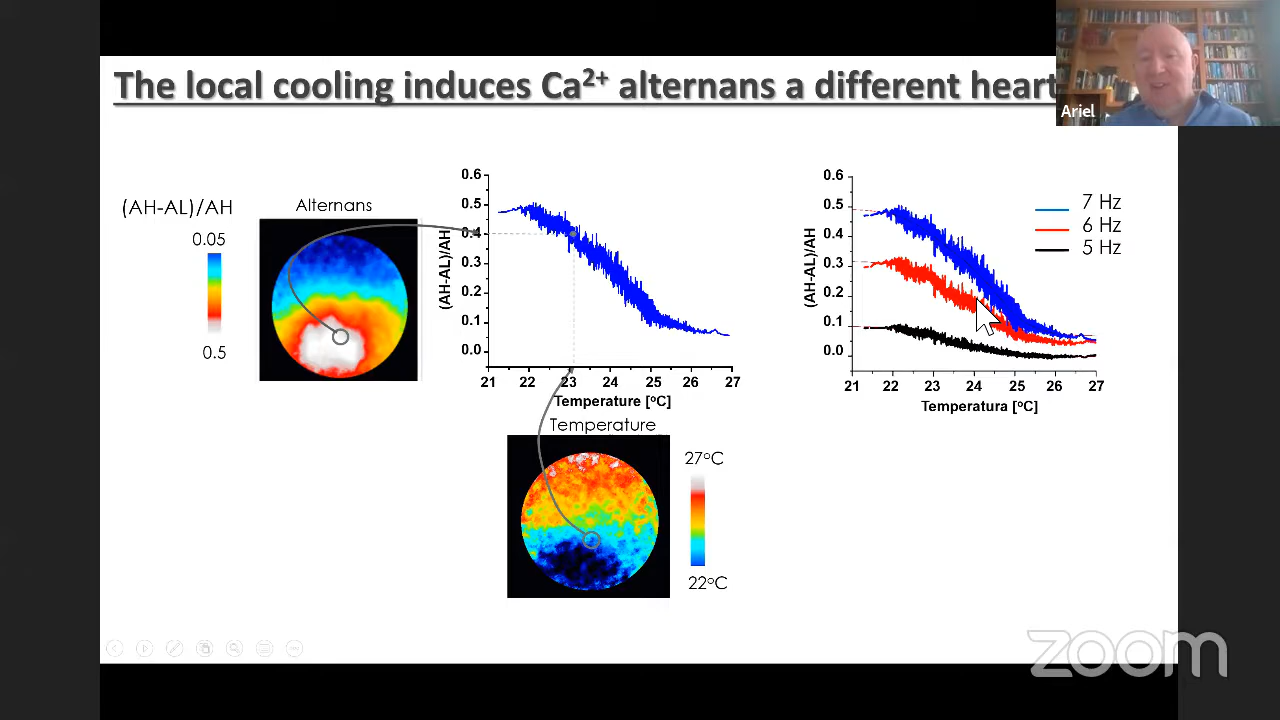 The local cooling induces Ca2+ alternans a different heart
Ariel
(AH-AL)/AH
0.05
0.5
Alternans
(AH-AL)/AH
0.6
0.5
0.4
0.3
0.2
0.1
0.0
21 22 23 24 25 26 27
Temperature [oC]
Temperature
27oC
22oC
(AH-AL)/AH
0.6
0.5
0.4
0.3
0.2
0.1
0.0
21 22 23 24 25 26 27
Temperatura [oC]
7 Hz
6 Hz
5 Hz
zoom